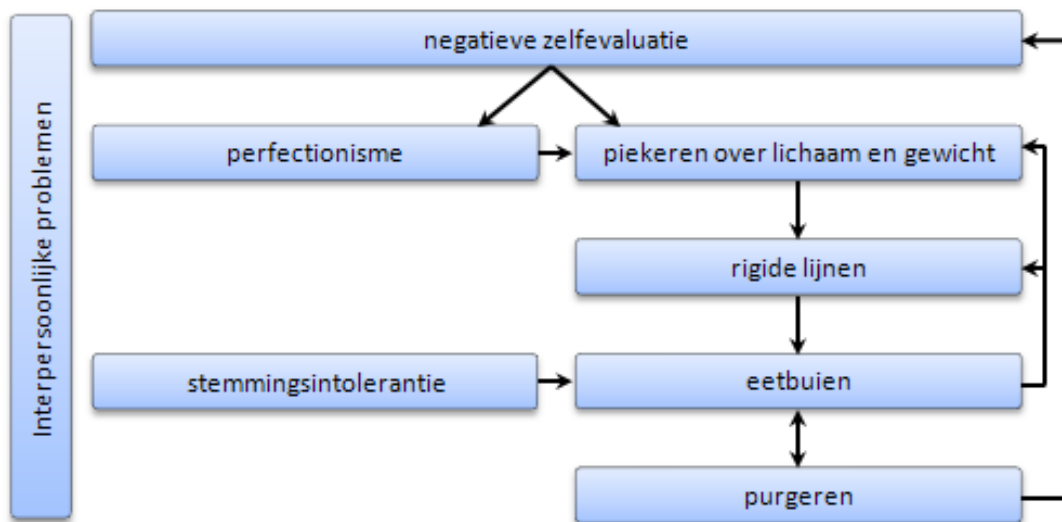 Interpersoonlijke problemen
negatieve zelfevaluatie
perfectionisme
piekeren over lichaam en gewicht
rigide lijnen
stemmingsintolerantie
eetbuien
purgeren